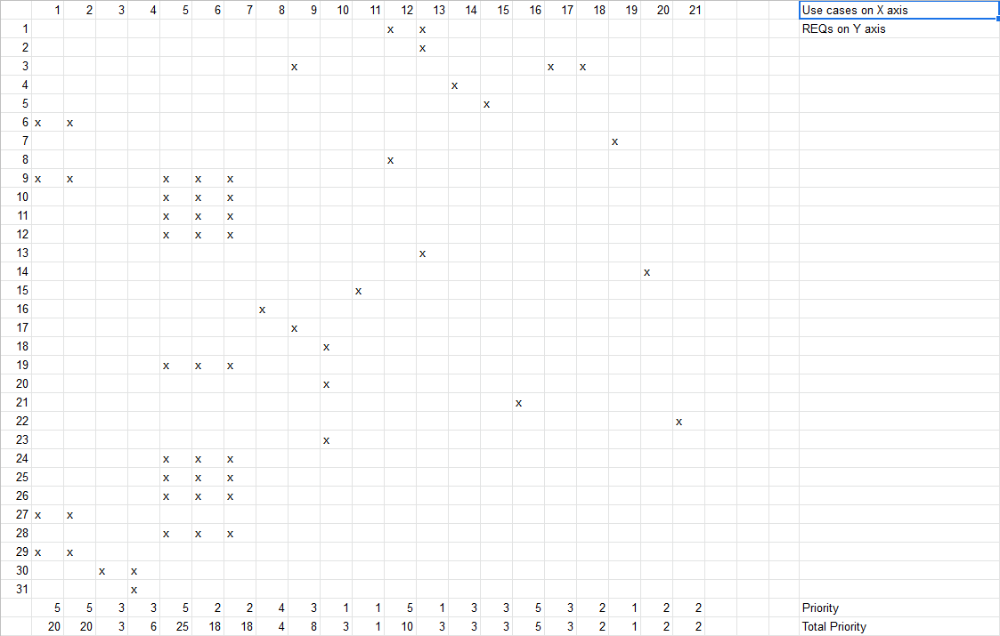 1 2 3 4 5 6 7 8 9 10 11 12 13 14 15 16 17 18 19 20 21 Use cases on X axis
1 x x REQs on Y axis
2 x
3 x x x
4 x
5 x
6 x x
7 x
8 x
9 x x x x x
10 x x x
11 x x x
12 x x x
13 x
14 x
15 x
16 x
17 x
18 x
19 x x x
20 x
21 x
22 x
23 x
24 x x x
25 x x x
26 x x x
27 x x
28 x x x
29 x x
30 x x
31 x
5 5 3 3 5 2 2 4 3 1 1 5 1 3 3 5 3 2 1 2 2 Priority
20 20 3 6 25 18 18 4 8 3 1 10 3 3 3 5 3 2 1 2 2 Total Priority